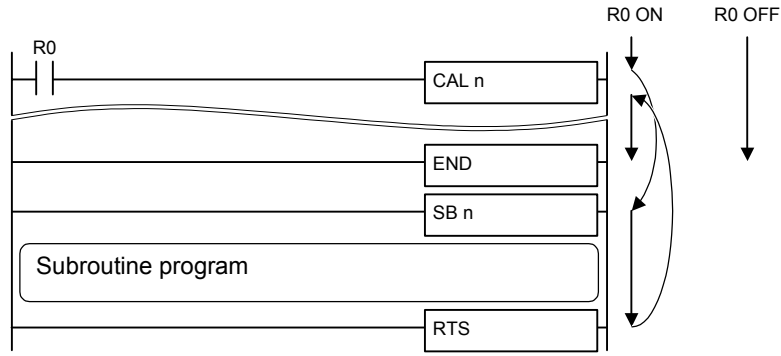 R0 ON R0 OFF
R0
CAL n
END
SB n
Subroutine program
RTS